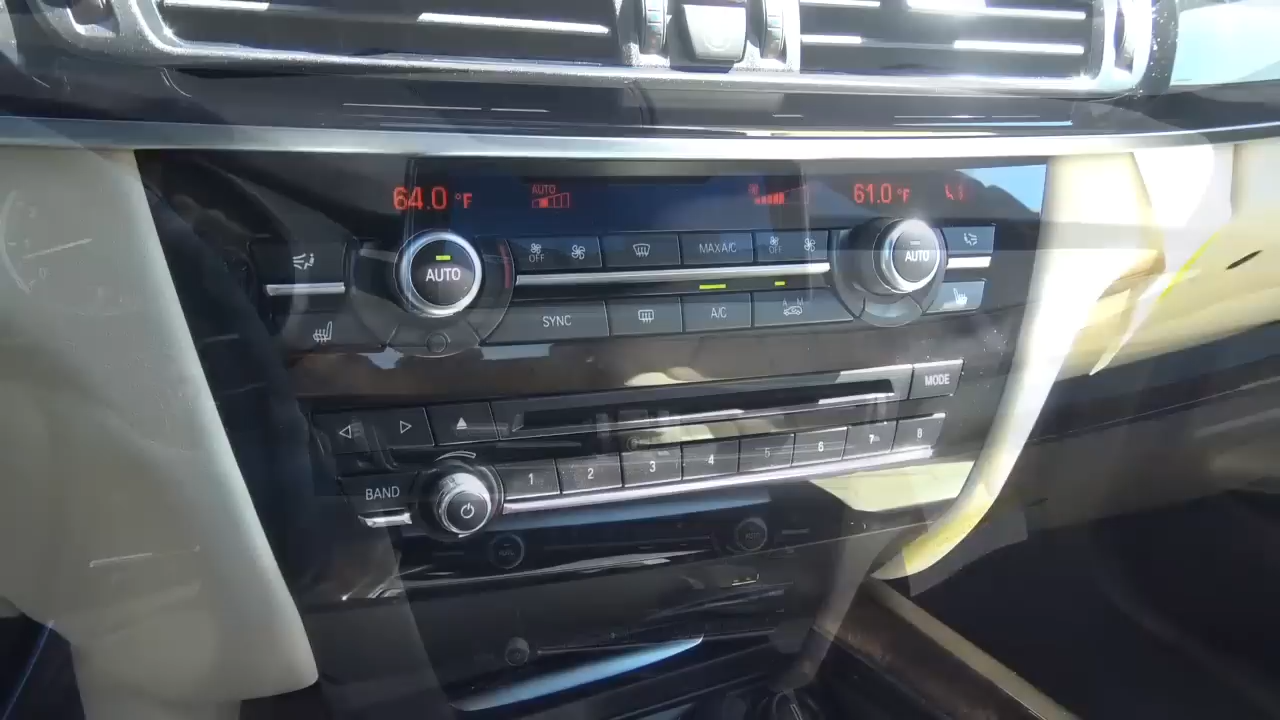 64.0 °F
AUTO
61.0 °F
AUTO
OFF
MAX A/C
OFF
AUTO
SYNC
A/C
A M
MODE
BAND
1
2
3
4
5
6
7
8